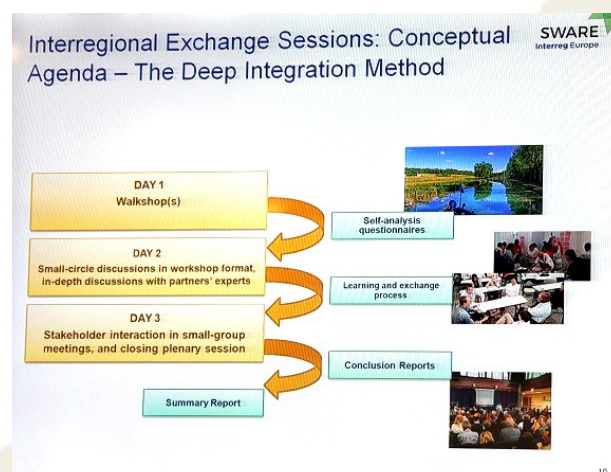 Interregional Exchange Sessions: Conceptual
Agenda – The Deep Integration Method
SWARE
Interreg Europe
DAY 1
Walkshop(s)
Self-analysis
questionnaires
DAY 2
Small-circle discussions in workshop format,
in-depth discussions with partners' experts
Learning and exchange
process
DAY 3
Stakeholder interaction in small-group
meetings, and closing plenary session
Conclusion Reports
Summary Report